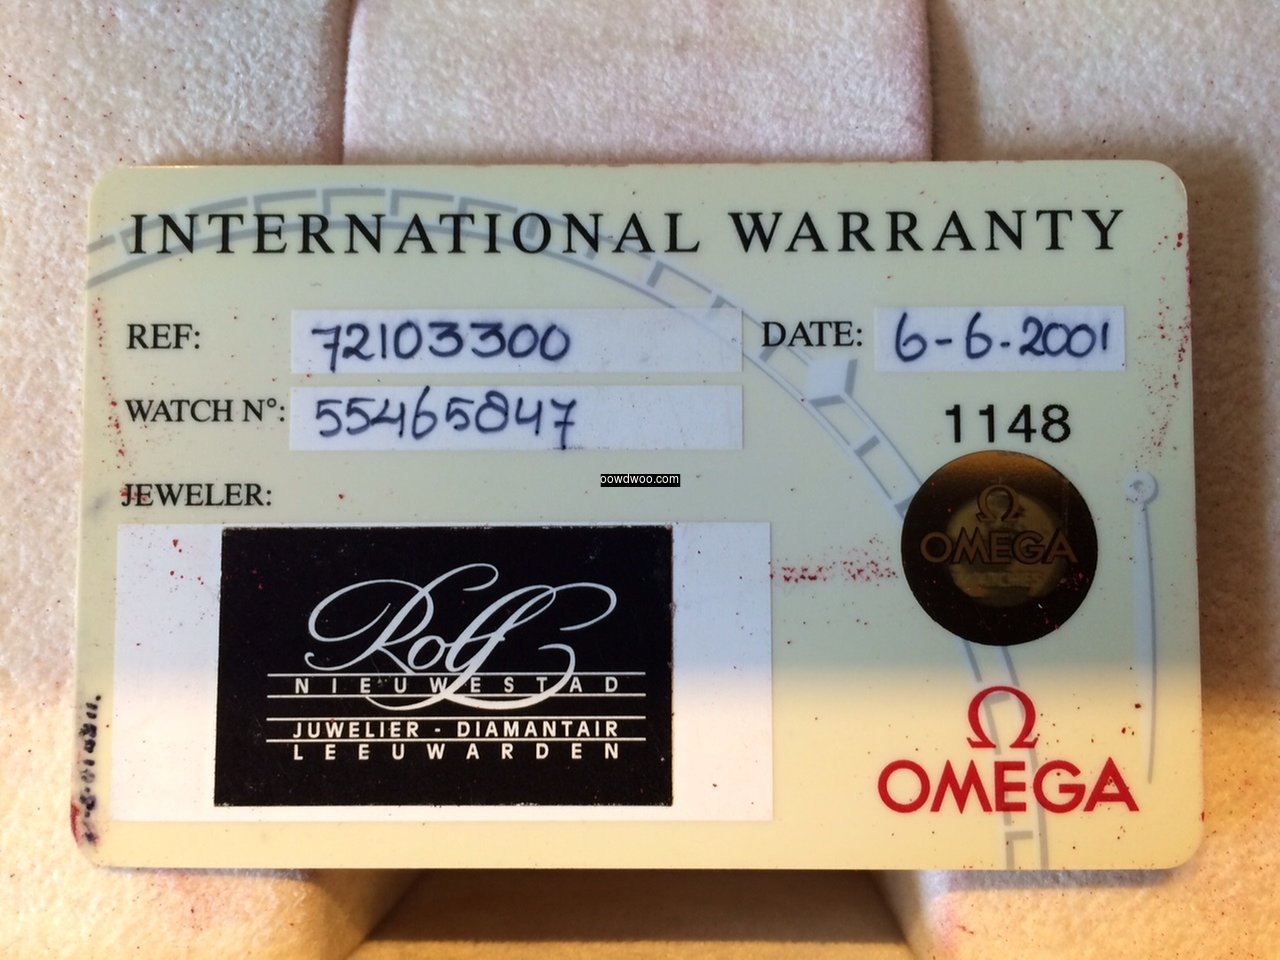 INTERNATIONAL WARRANTY
REF: 72103300 DATE: 6-6-2001
WATCH N°: 55465847
1148
JEWELER:
oowdwoo.com
Ω
OMEGA
Rolf
NIEUWESTAD
JUWELIER - DIAMANTAIR
LEEUWARDEN
Ω
OMEGA